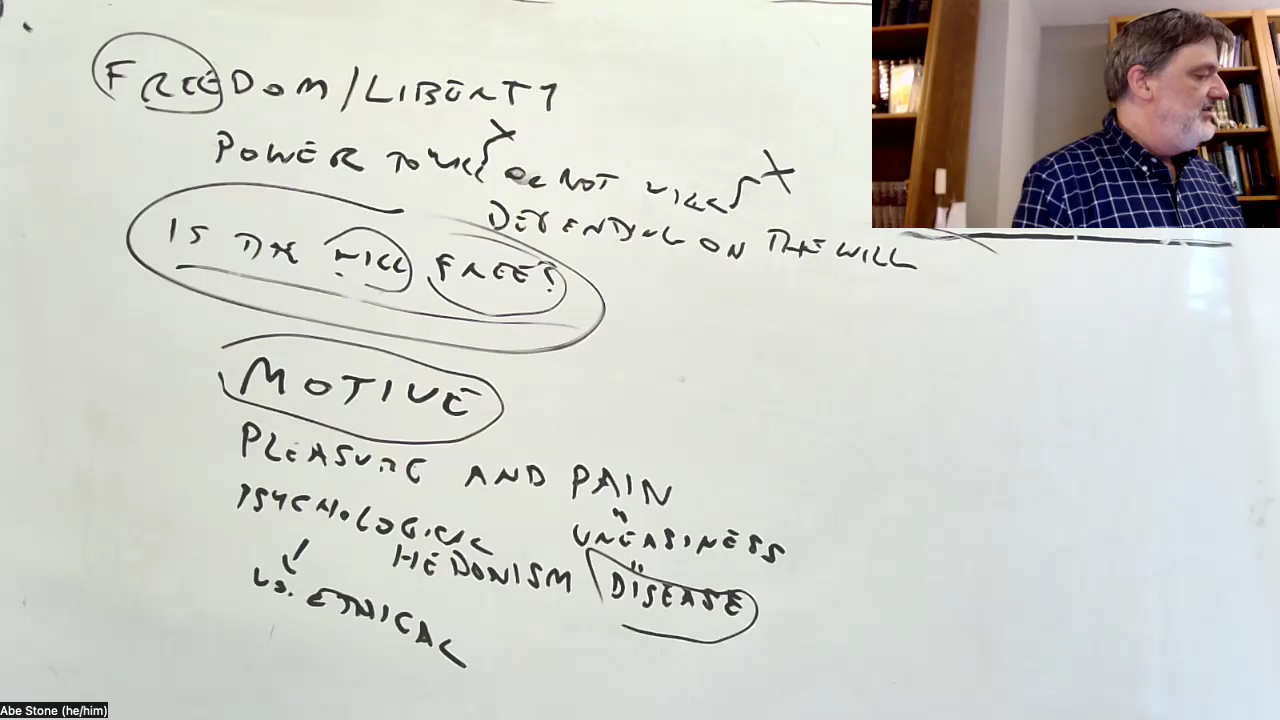 FREEDOM/LIBERTY
POWER TO WILL X OR NOT WILL X
DEPENDING ON THE WILL
IS THE WILL FREE?
MOTIVE
PLEASURE AND PAIN
"
UNEASINESS
"
PSYCHOLOGICAL
HEDONISM
DISEASE
VS. ETHICAL
Abe Stone (he/him)